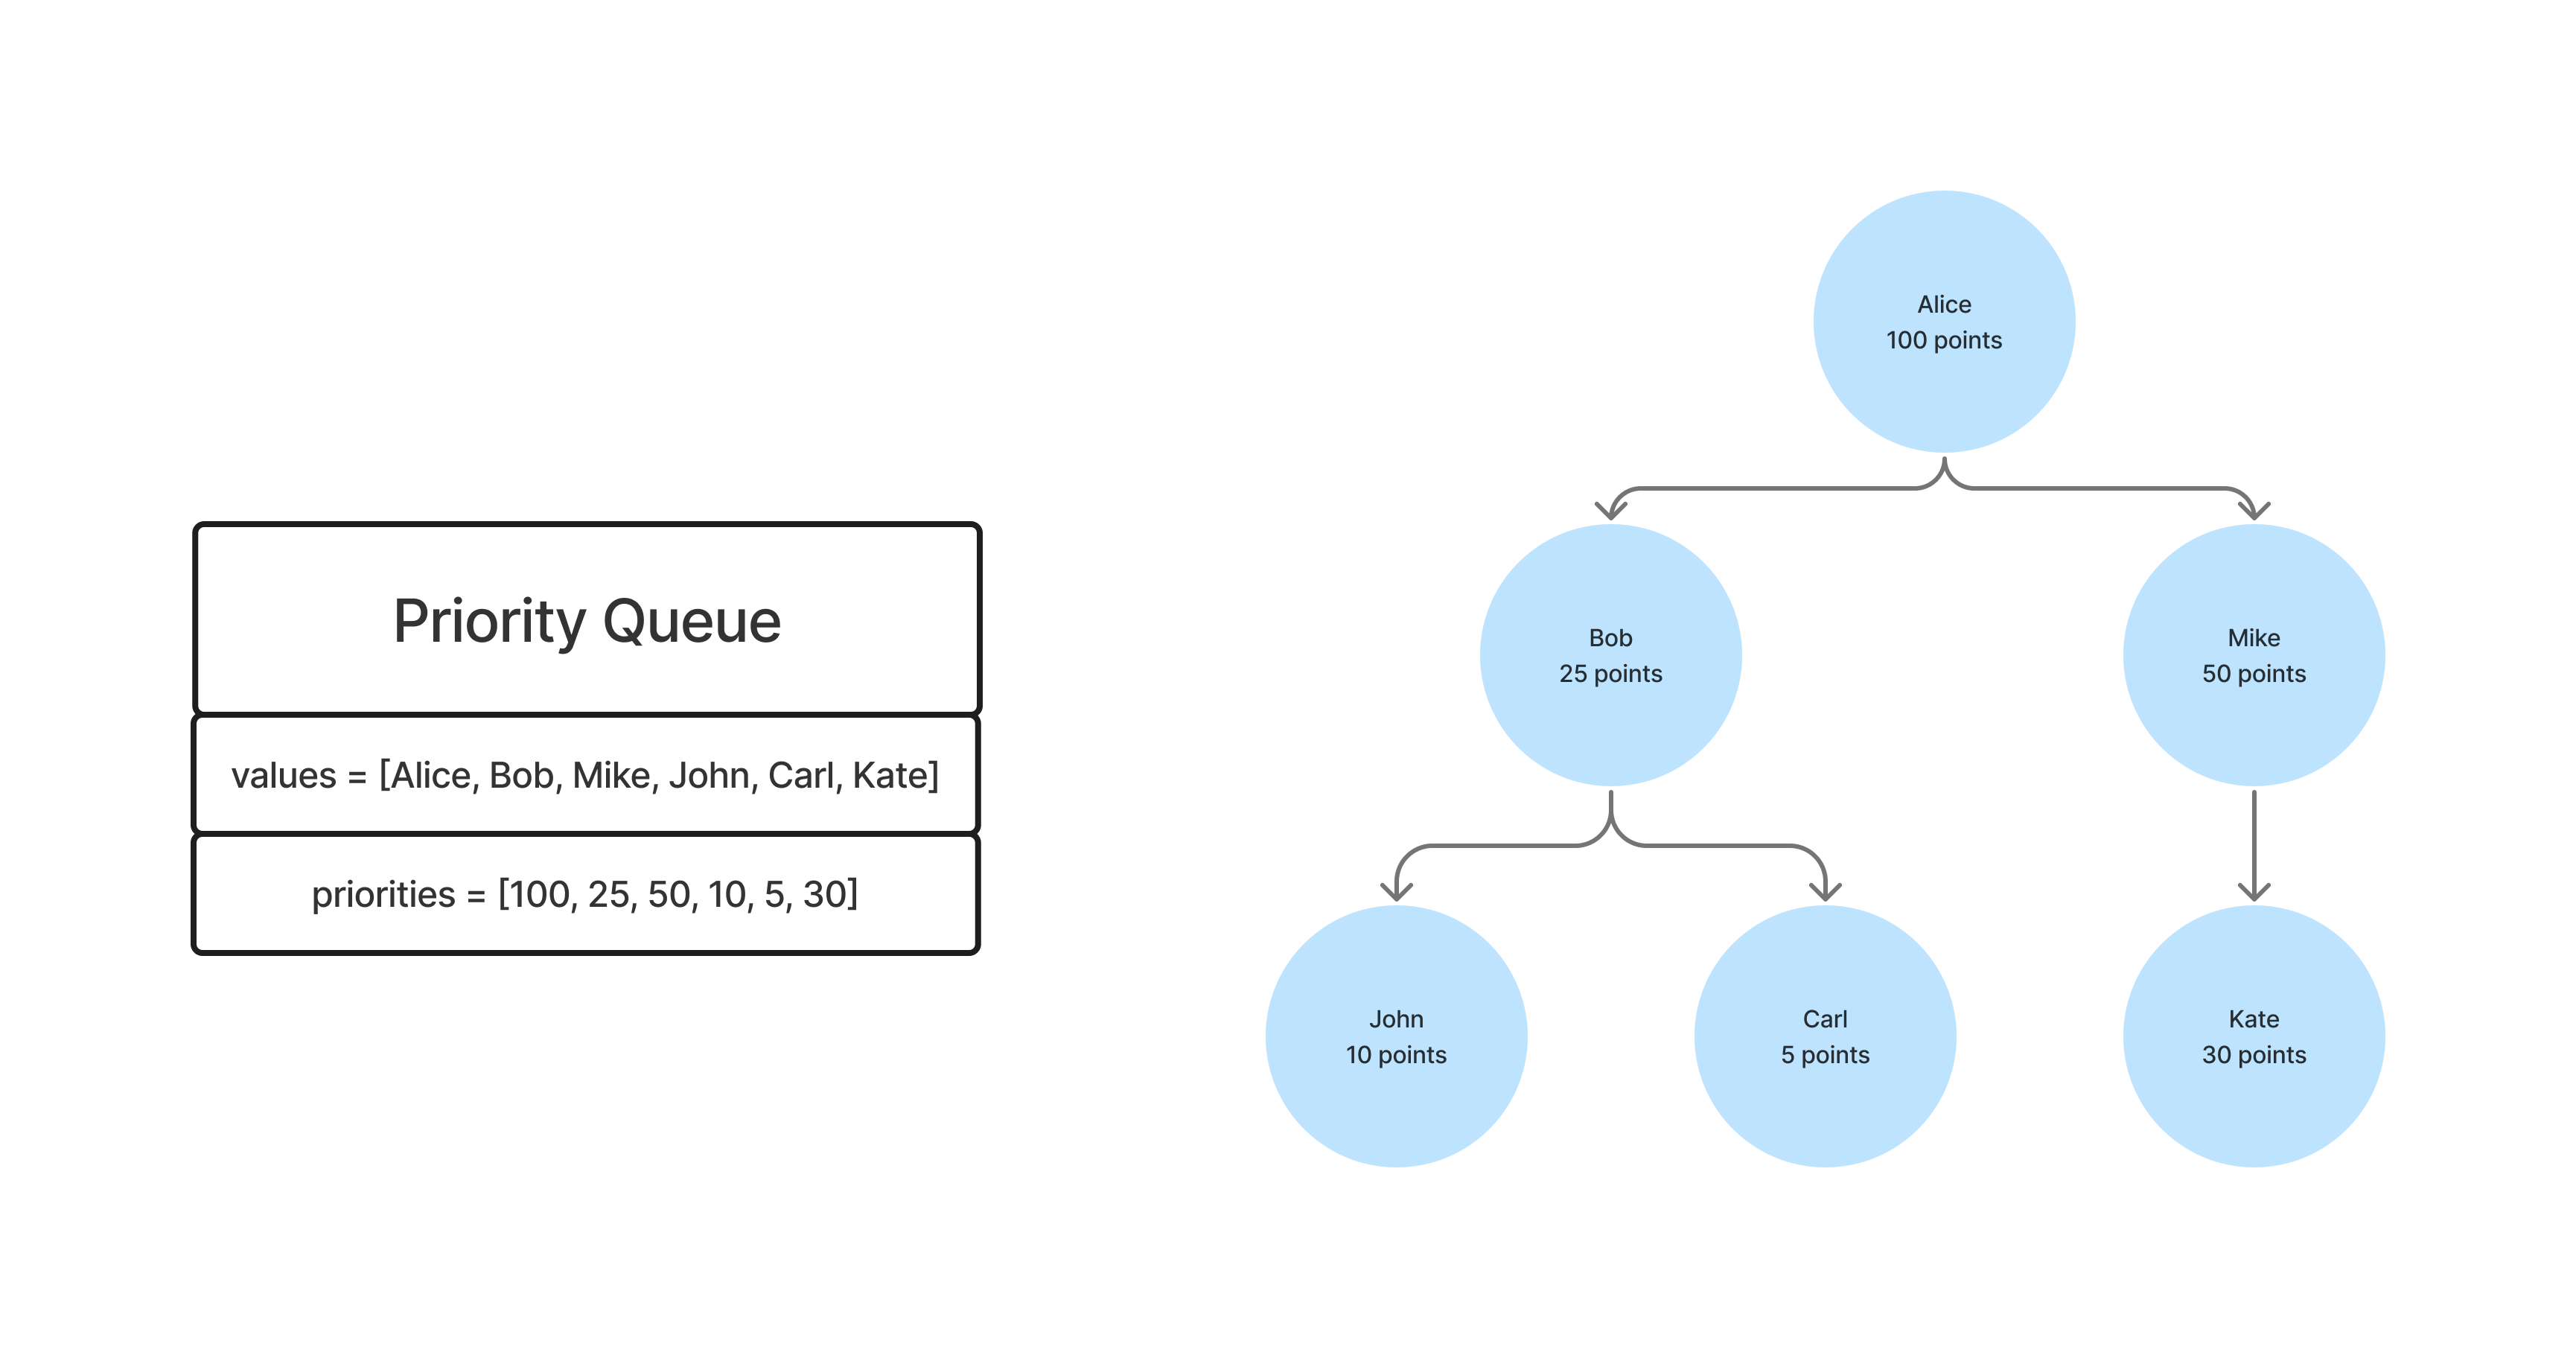 Priority Queue
values = [Alice, Bob, Mike, John, Carl, Kate]
priorities = [100, 25, 50, 10, 5, 30]
Alice
100 points
Bob
25 points
Mike
50 points
John
10 points
Carl
5 points
Kate
30 points